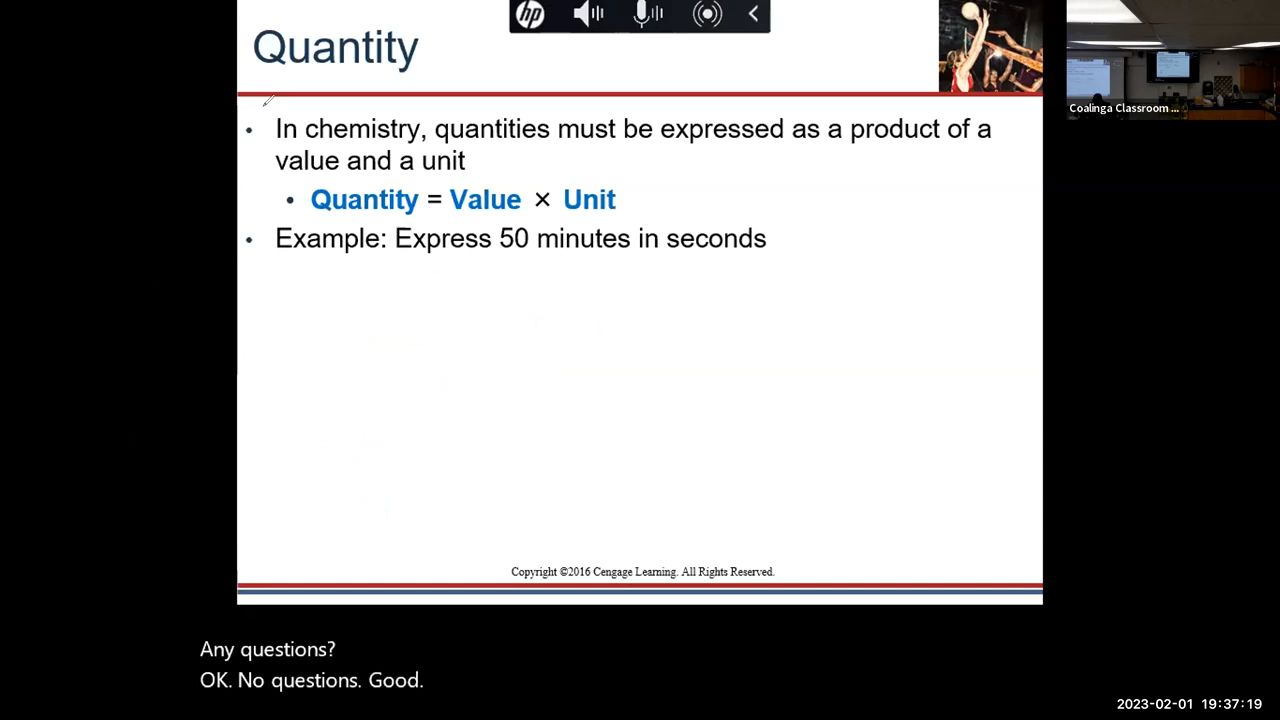 hp
Quantity
Coalinga Classroom ...
• In chemistry, quantities must be expressed as a product of a
value and a unit
• Quantity = Value × Unit
• Example: Express 50 minutes in seconds
Copyright ©2016 Cengage Learning. All Rights Reserved.
Any questions?
OK. No questions. Good.
2023-02-01 19:37:19